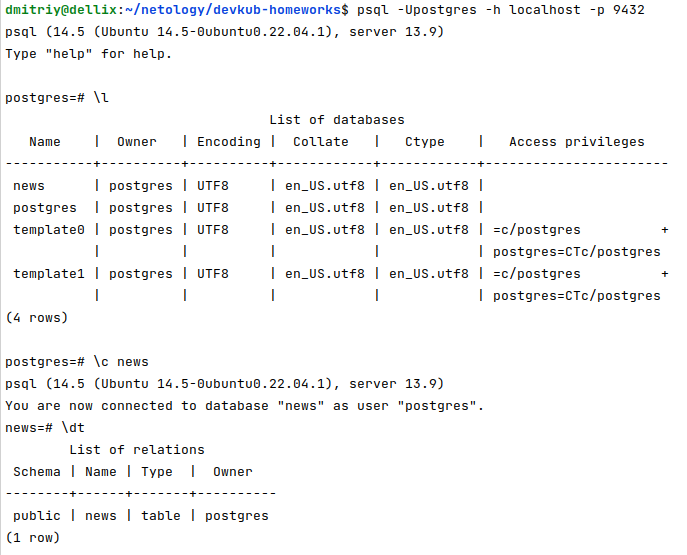 dmitriy@dellix:~/netology/devkub-homeworks$ psql -Upostgres -h localhost -p 9432
psql (14.5 (Ubuntu 14.5-0ubuntu0.22.04.1), server 13.9)
Type "help" for help.

postgres=# \l
                                 List of databases
   Name    |  Owner   | Encoding |  Collate   |   Ctype    |   Access privileges
-----------+----------+----------+------------+------------+-----------------------
 news      | postgres | UTF8     | en_US.utf8 | en_US.utf8 |
 postgres  | postgres | UTF8     | en_US.utf8 | en_US.utf8 |
 template0 | postgres | UTF8     | en_US.utf8 | en_US.utf8 | =c/postgres          +
           |          |          |            |            | postgres=CTc/postgres
 template1 | postgres | UTF8     | en_US.utf8 | en_US.utf8 | =c/postgres          +
           |          |          |            |            | postgres=CTc/postgres
(4 rows)

postgres=# \c news
psql (14.5 (Ubuntu 14.5-0ubuntu0.22.04.1), server 13.9)
You are now connected to database "news" as user "postgres".
news=# \dt
        List of relations
 Schema | Name | Type  |  Owner
--------+------+-------+----------
 public | news | table | postgres
(1 row)